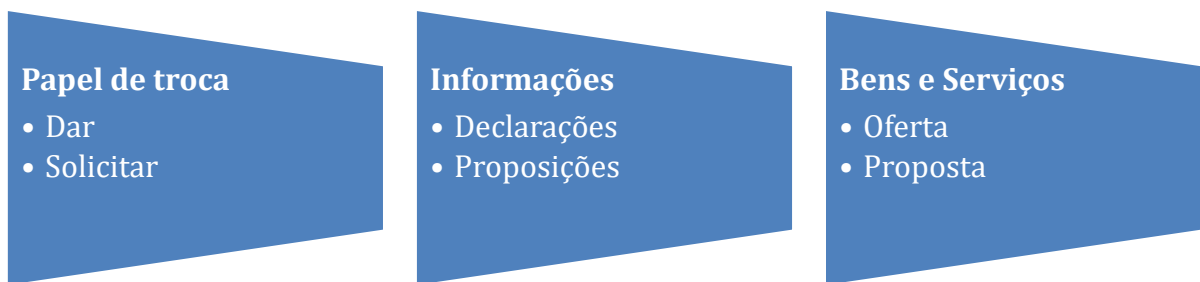 Papel de troca
• Dar
• Solicitar
Informações
• Declarações
• Proposições
Bens e Serviços
• Oferta
• Proposta